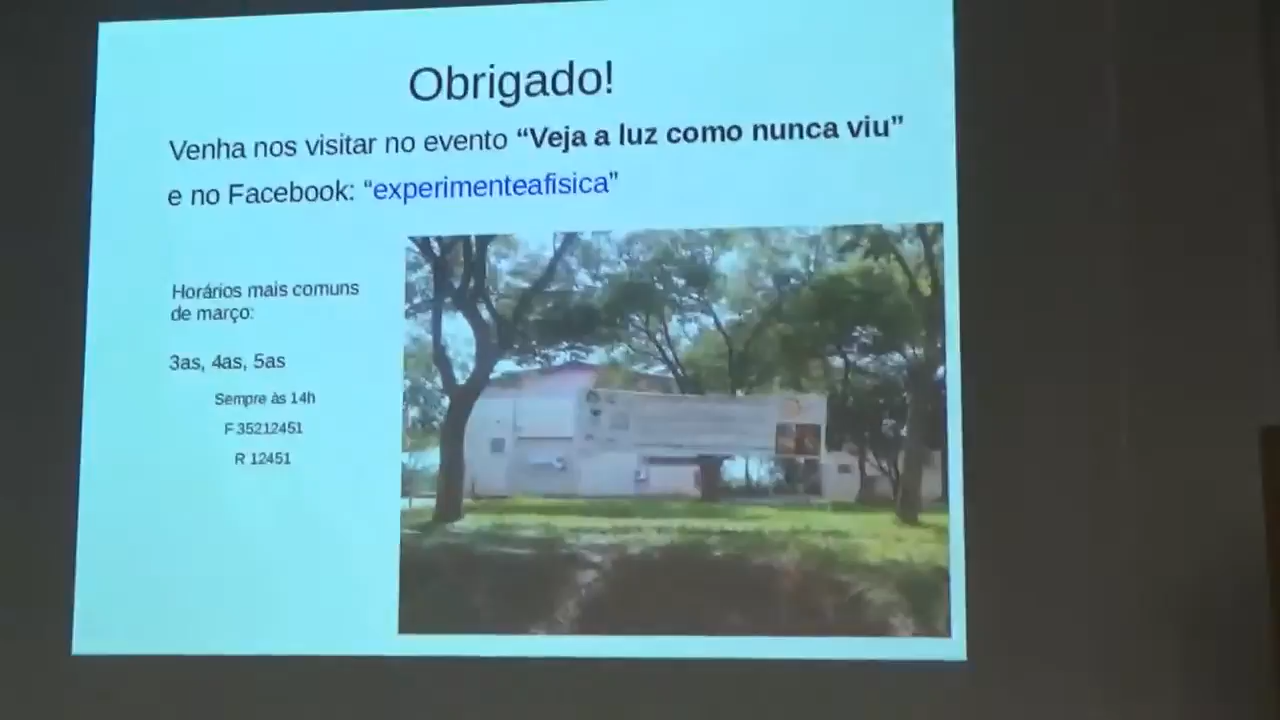 Obrigado!
Venha nos visitar no evento “Veja a luz como nunca viu”
e no Facebook: “experimenteafisica”
Horários mais comuns
de março:
3as, 4as, 5as
Sempre às 14h
F 35212451
R 12451